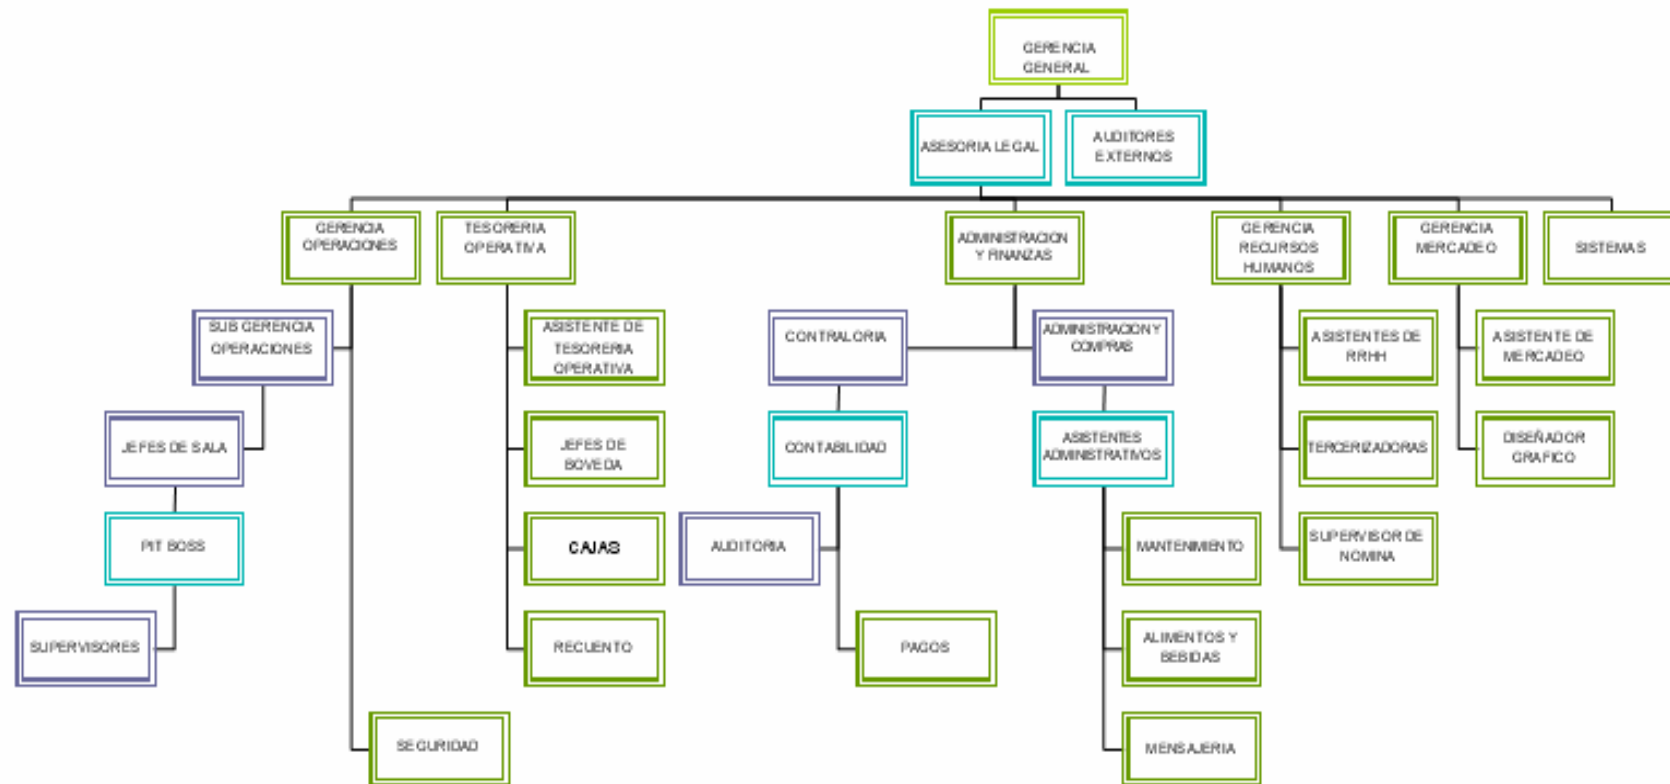 GERENCIA
GENERAL
ASESORIA LEGAL
AUDITORES
EXTERNOS
GERENCIA
OPERACIONES
TESORERIA
OPERATIVA
ADMINISTRACION
Y FINANZAS
GERENCIA
RECURSOS
HUMANOS
GERENCIA
MERCADEO
SISTEMAS
SUB GERENCIA
OPERACIONES
ASISTENTE DE
TESORERIA
OPERATIVA
CONTRALORIA
ADMINISTRACION Y
COMPRAS
ASISTENTES DE
RRHH
ASISTENTE DE
MERCADEO
JEFES DE SALA
JEFES DE
BOVEDA
CONTABILIDAD
ASISTENTES
ADMINISTRATIVOS
TERCERIZADORAS
DISEÑADOR
GRAFICO
PIT BOSS
CAJAS
AUDITORIA
MANTENIMIENTO
SUPERVISOR DE
NOMINA
SUPERVISORES
RECUENTO
PAGOS
ALIMENTOS Y
BEBIDAS
SEGURIDAD
MENSAJERIA